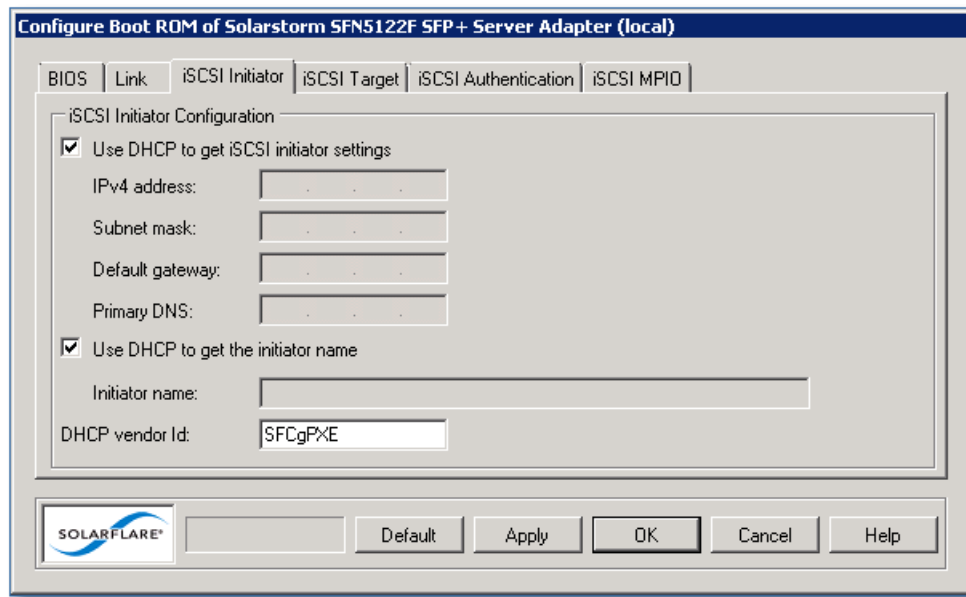 Configure Boot ROM of Solarstorm SFN5122F SFP+ Server Adapter (local)
BIOS Link iSCSI Initiator iSCSI Target iSCSI Authentication iSCSI MPIO
iSCSI Initiator Configuration
Use DHCP to get iSCSI initiator settings
IPv4 address:
Subnet mask:
Default gateway:
Primary DNS:
Use DHCP to get the initiator name
Initiator name:
DHCP vendor Id: SFCgPXE
SOLARFLARE® Default Apply OK Cancel Help